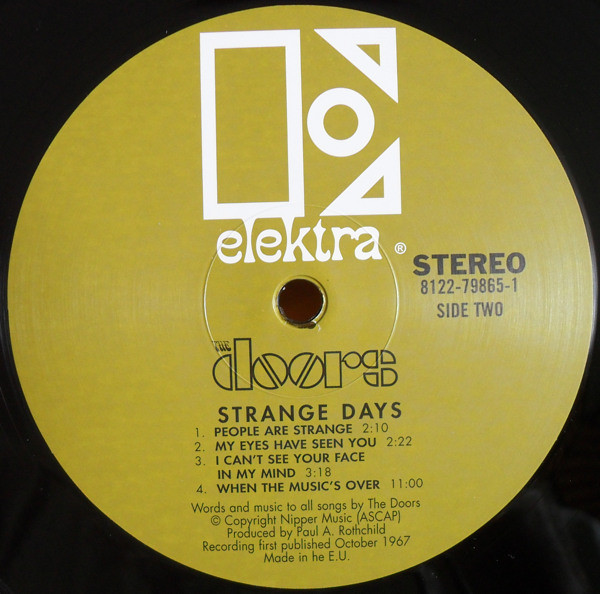 elektra ®
STEREO
8122-79865-1
SIDE TWO
THE
doors
STRANGE DAYS
1. PEOPLE ARE STRANGE 2:10
2. MY EYES HAVE SEEN YOU 2:22
3. I CAN'T SEE YOUR FACE
IN MY MIND 3:18
4. WHEN THE MUSIC'S OVER 11:00
Words and music to all songs by The Doors
© Copyright Nipper Music (ASCAP)
Produced by Paul A. Rothchild
Recording first published October 1967
Made in he E.U.